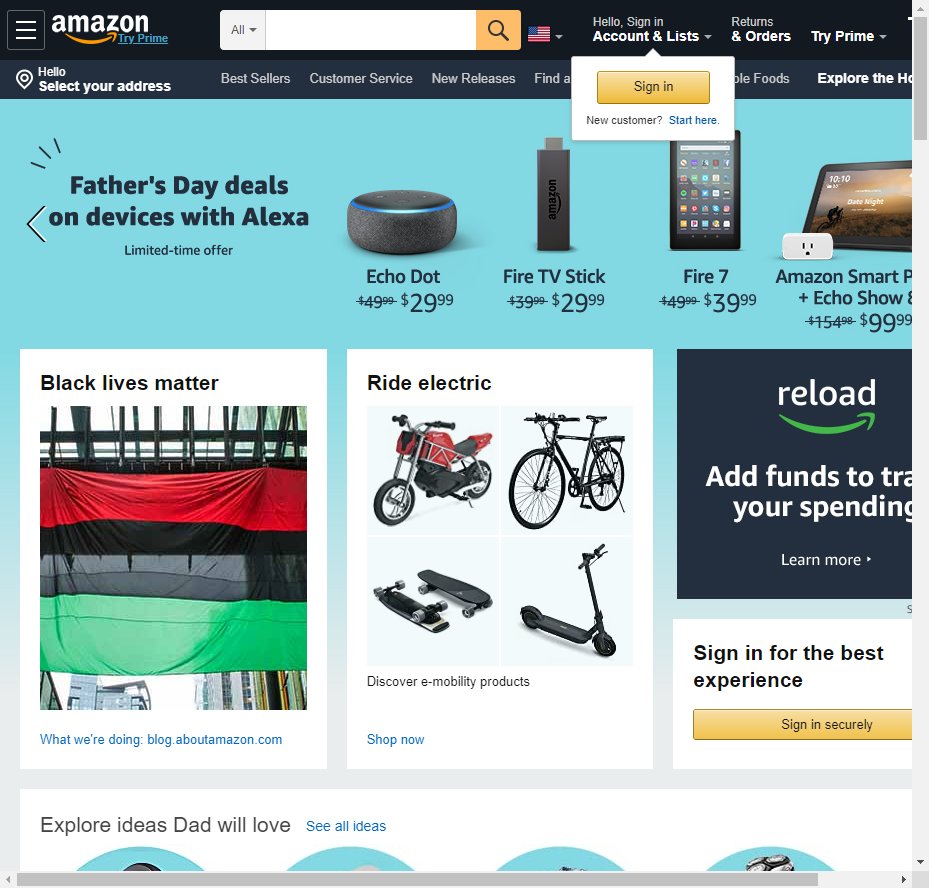 amazon
Try Prime
All
Hello, Sign in
Account & Lists
Returns
& Orders
Try Prime
Hello
Select your address
Best Sellers
Customer Service
New Releases
Find a
ole Foods
Explore the Ho
Sign in
New customer? Start here.
Father's Day deals
on devices with Alexa
Limited-time offer
amazon
10:10
Date Night
Echo Dot
$49.99 $29.99
Fire TV Stick
$39.99 $29.99
Fire 7
$49.99 $39.99
Amazon Smart P
+ Echo Show 8
$154.98 $99.99
Black lives matter
What we're doing: blog.aboutamazon.com
Ride electric
Discover e-mobility products
Shop now
reload
Add funds to tra
your spending
Learn more
S
Sign in for the best
experience
Sign in securely
Explore ideas Dad will love
See all ideas